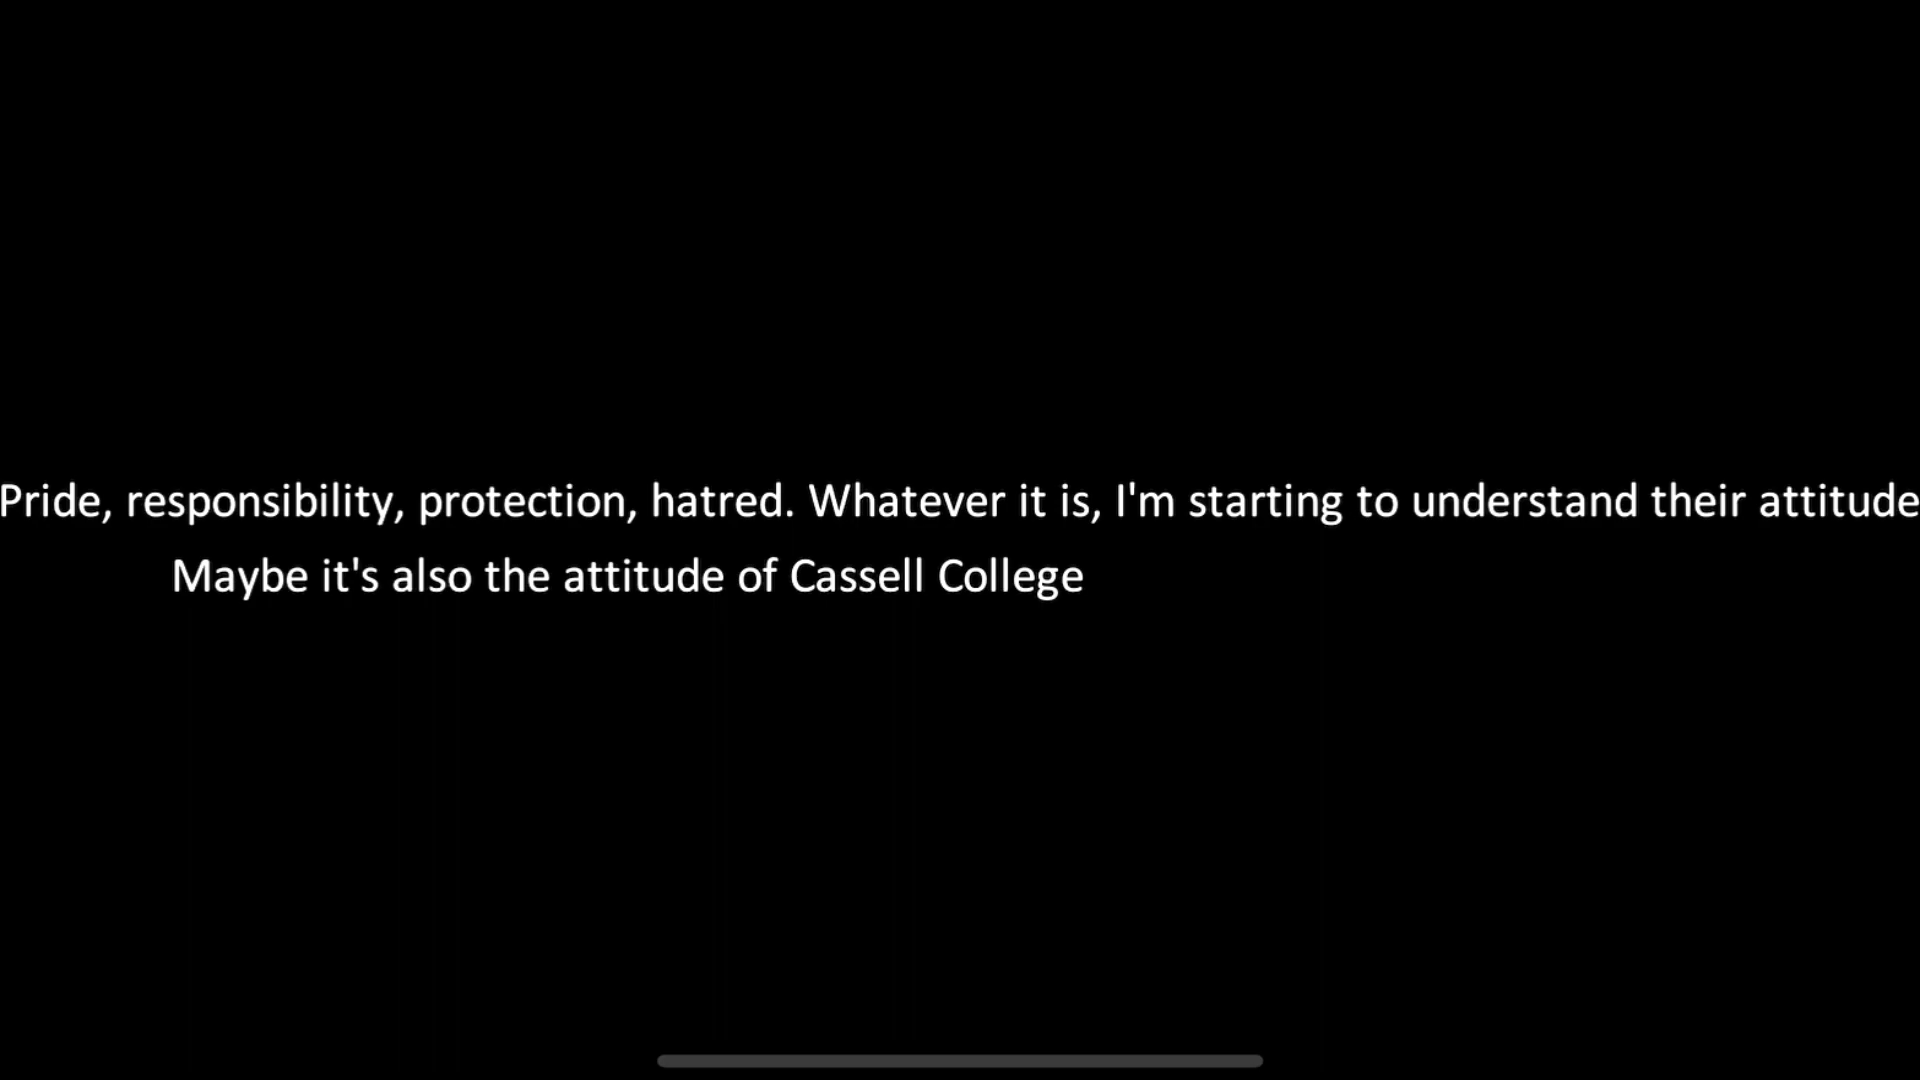 Pride, responsibility, protection, hatred. Whatever it is, I'm starting to understand their attitude
Maybe it's also the attitude of Cassell College